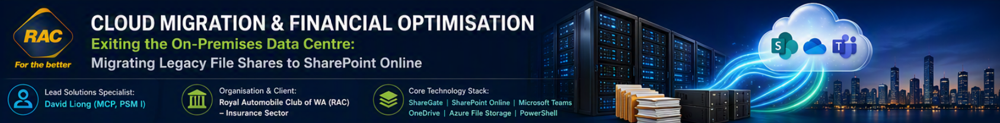 RAC
For the better
CLOUD MIGRATION & FINANCIAL OPTIMISATION
Exiting the On-Premises Data Centre:
Migrating Legacy File Shares to SharePoint Online
Lead Solutions Specialist:
David Liong (MCP, PSM I)
Organisation & Client:
Royal Automobile Club of WA (RAC)
– Insurance Sector
Core Technology Stack:
ShareGate | SharePoint Online | Microsoft Teams
OneDrive | Azure File Storage | PowerShell
S
T